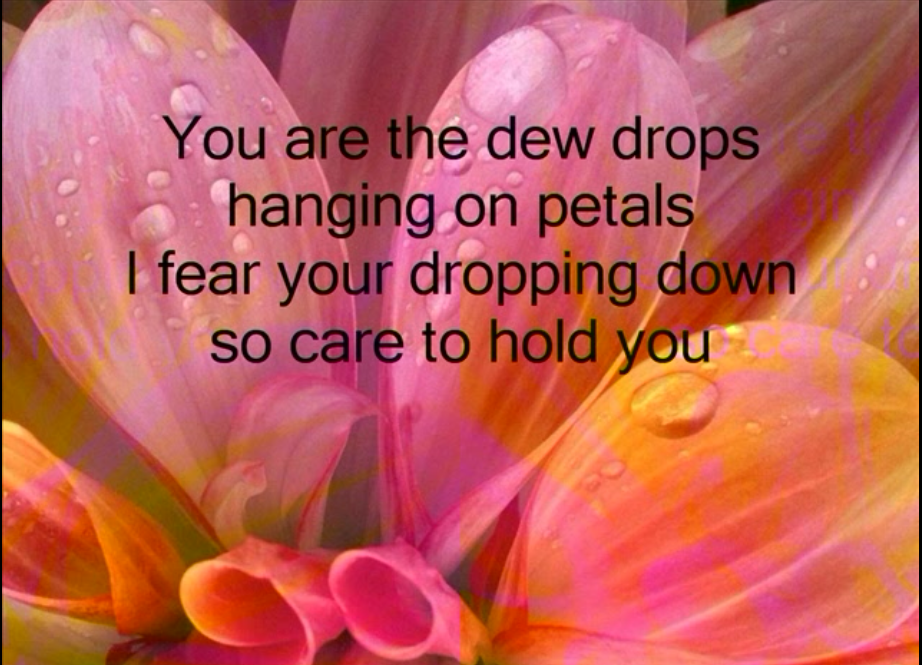 You are the dew drops
hanging on petals
I fear your dropping down
so care to hold you